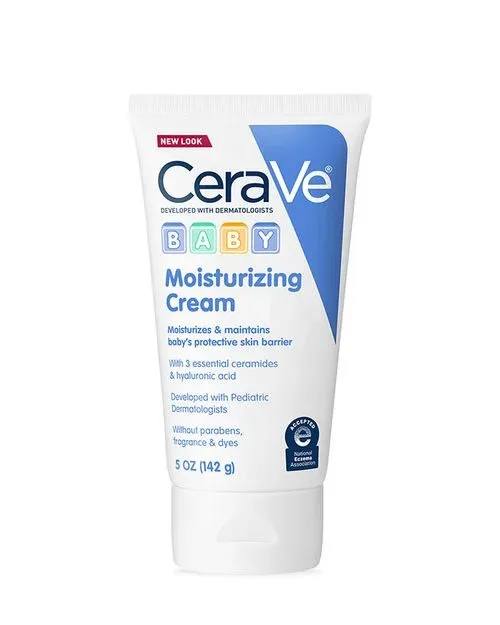 NEW LOOK
CeraVe®
DEVELOPED WITH DERMATOLOGISTS
BABY
Moisturizing
Cream
Moisturizes & maintains
baby's protective skin barrier
With 3 essential ceramides
& hyaluronic acid
Developed with Pediatric
Dermatologists
Without parabens,
fragrance & dyes
5 OZ (142 g)
ACCEPTED
National
Eczema
Association